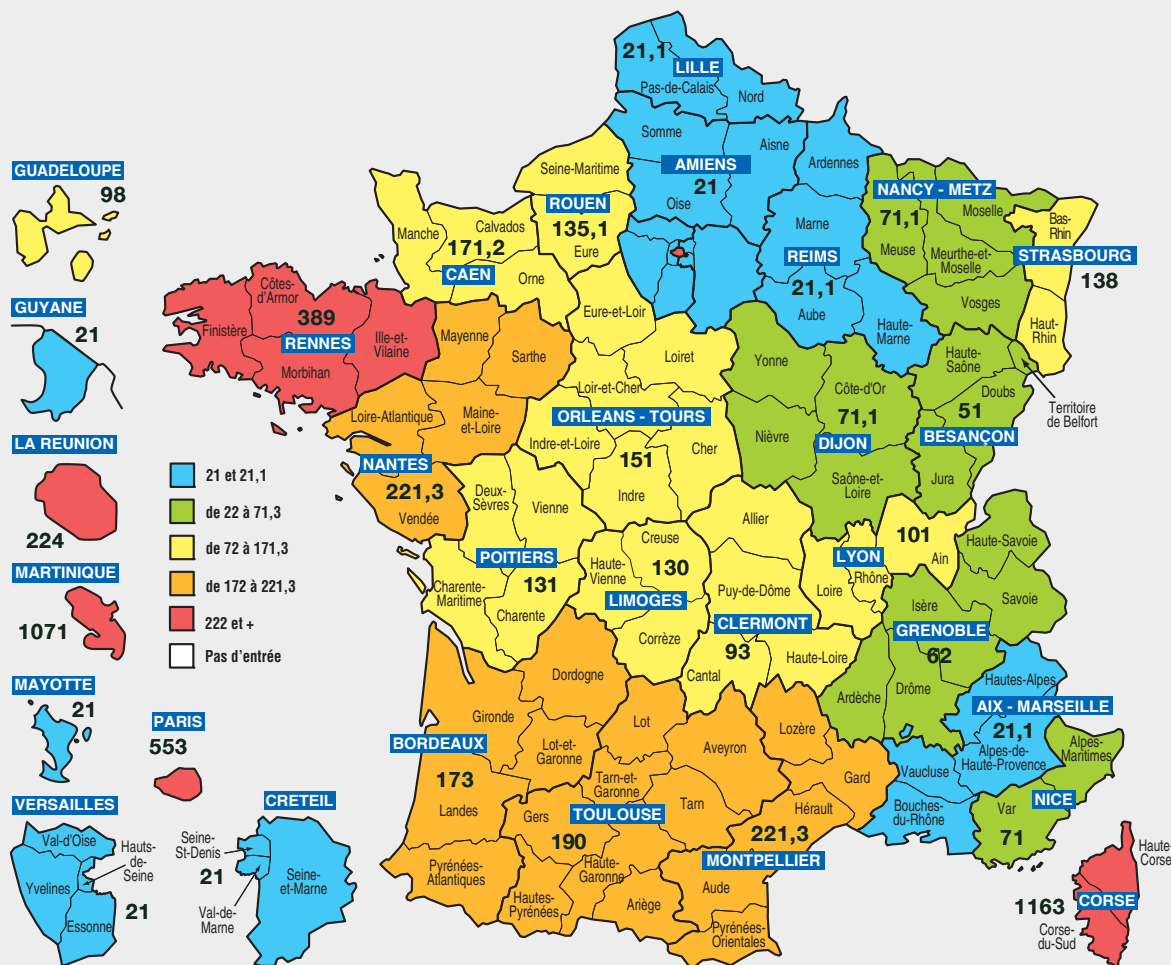 21,1
LILLE
Pas-de-Calais
Nord
Somme
Aisne
AMIENS
21
Oise
Ardennes
Seine-Maritime
ROUEN
135,1
Eure
Manche
Calvados
171,2
CAEN
Orne
Marne
REIMS
21,1
Aube
Haute-
Marne
NANCY - METZ
71,1
Moselle
Meuse
Meurthe-et-
Moselle
Vosges
Bas-
Rhin
STRASBOURG
138
Haut-
Rhin
GUADELOUPE
98
GUYANE
21
LA REUNION
224
MARTINIQUE
1071
MAYOTTE
21
PARIS
553
VERSAILLES
Val-d'Oise
Hauts-
de-
Seine
Yvelines
Essonne
21
CRETEIL
Seine-
St-Denis
21
Val-de-
Marne
Seine-
et-Marne
21 et 21,1
de 22 à 71,3
de 72 à 171,3
de 172 à 221,3
222 et +
Pas d'entrée
Côtes-
d'Armor
Finistère
389
RENNES
Ille-et-
Vilaine
Morbihan
Mayenne
Sarthe
Loire-Atlantique
Maine-
et-Loire
NANTES
221,3
Vendée
Eure-et-Loir
Loiret
Loir-et-Cher
ORLEANS - TOURS
Indre-et-Loire
151
Cher
Indre
Yonne
Côte-d'Or
71,1
Nièvre
DIJON
Saône-et-
Loire
Haute-
Saône
Doubs
51
BESANÇON
Jura
Territoire
de Belfort
Deux-
Sèvres
Vienne
POITIERS
131
Charente-
Maritime
Charente
Creuse
Haute-
Vienne
130
LIMOGES
Corrèze
Allier
Puy-de-Dôme
CLERMONT
93
Cantal
Haute-Loire
101
Ain
LYON
Rhône
Loire
Haute-Savoie
Savoie
Isère
GRENOBLE
62
Ardèche
Drôme
Hautes-Alpes
AIX - MARSEILLE
21,1
Alpes-de-
Haute-Provence
Vaucluse
Bouches-
du-Rhône
Alpes-
Maritimes
NICE
Var
71
Dordogne
Gironde
BORDEAUX
Lot-et-
Garonne
173
Landes
Pyrénées-
Atlantiques
Lot
Aveyron
Tarn-et-
Garonne
TOULOUSE
Tarn
Gers
190
Haute-
Garonne
Hautes-
Pyrénées
Ariège
Lozère
Gard
Hérault
221,3
MONTPELLIER
Aude
Pyrénées-
Orientales
Haute-
Corse
1163
CORSE
Corse-
du-Sud